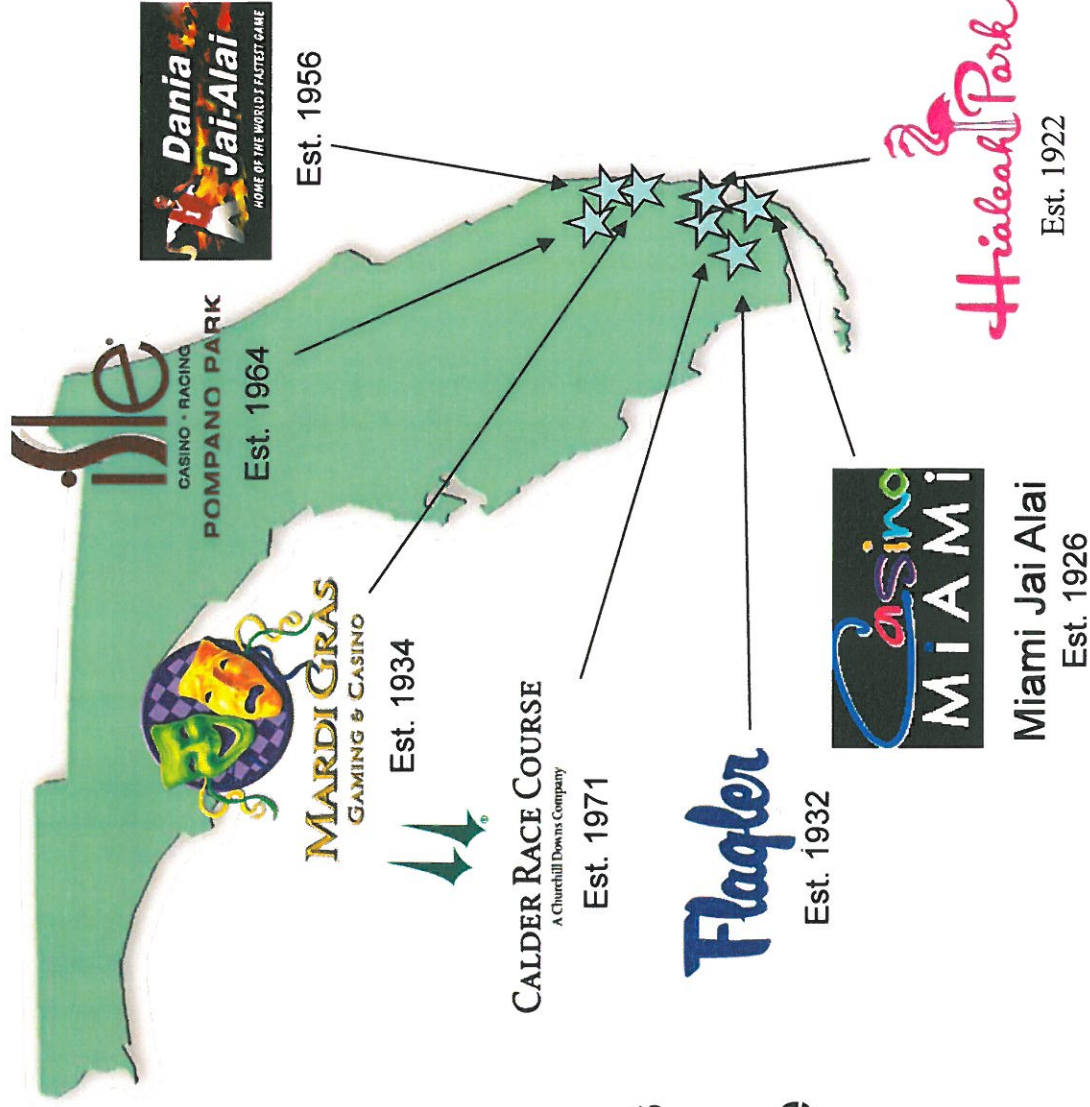 Dania
Jai-Alai
HOME OF THE WORLD'S FASTEST GAME
Est. 1956
isle
CASINO • RACING
POMPANO PARK
Est. 1964
MARDI GRAS
GAMING & CASINO
Est. 1934
CALDER RACE COURSE
A Churchill Downs Company
Est. 1971
Flagler
Est. 1932
Casino
MiAMi
Miami Jai Alai
Est. 1926
Hialeah Park
Est. 1922